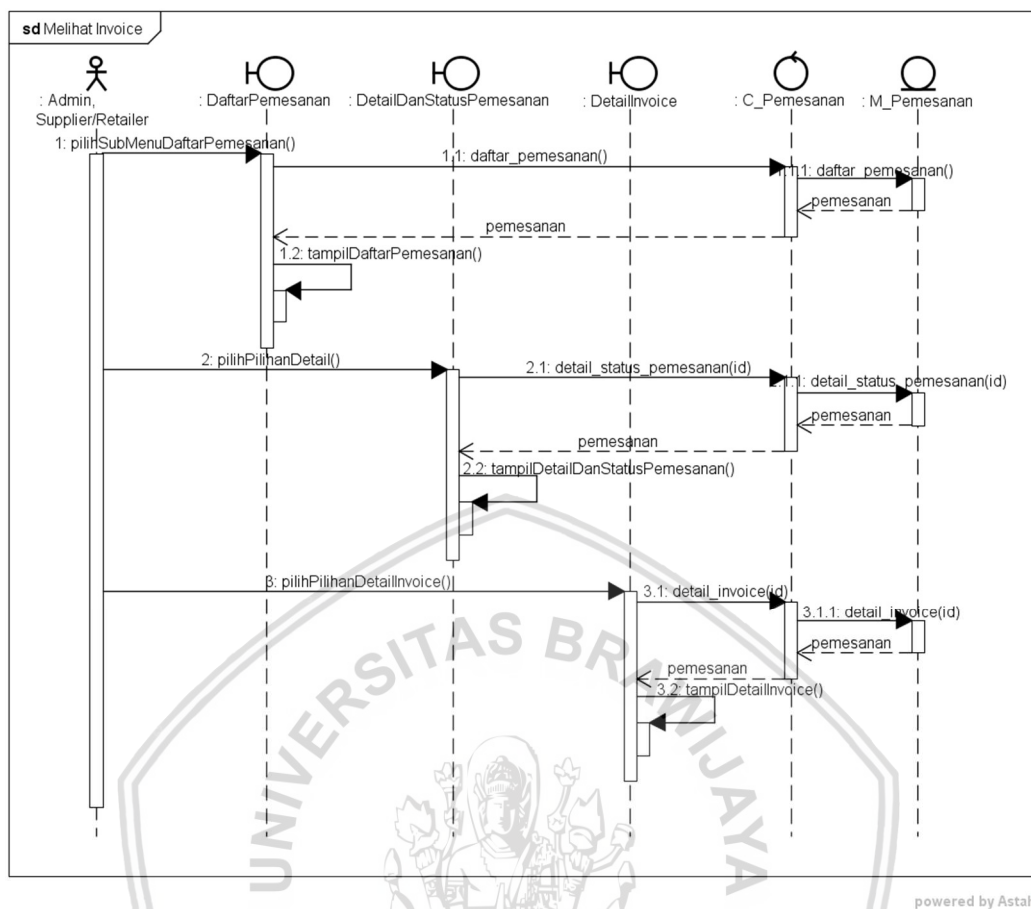 sd Melihat Invoice
: Admin,
Supplier/Retailer
: DaftarPemesanan
: DetailDanStatusPemesanan
: DetailInvoice
: C_Pemesanan
: M_Pemesanan
1: pilihSubMenuDaftarPemesanan()
1.1: daftar_pemesanan()
1.1.1: daftar_pemesanan()
pemesanan
pemesanan
1.2: tampilDaftarPemesanan()
2: pilihPilihanDetail()
2.1: detail_status_pemesanan(id)
2.1.1: detail_status_pemesanan(id)
pemesanan
pemesanan
2.2: tampilDetailDanStatusPemesanan()
3: pilihPilihanDetailInvoice()
3.1: detail_invoice(id)
3.1.1: detail_invoice(id)
pemesanan
pemesanan
3.2: tampilDetailInvoice()
UNIVERSITAS BRAWIJAYA
powered by Astah